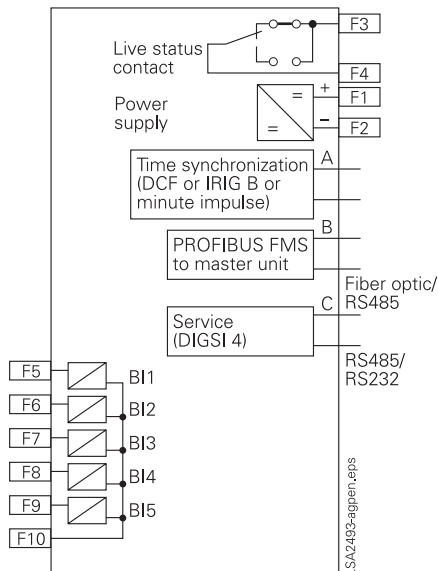 F3
Live status
contact
F4
Power
supply
=
=
+
F1
−
F2
Time synchronization
(DCF or IRIG B or
minute impulse)
A
PROFIBUS FMS
to master unit
B
Fiber optic/
RS485
Service
(DIGSI 4)
C
RS485/
RS232
F5
BI1
F6
BI2
F7
BI3
F8
BI4
F9
BI5
F10
LSA2493-agpen.eps